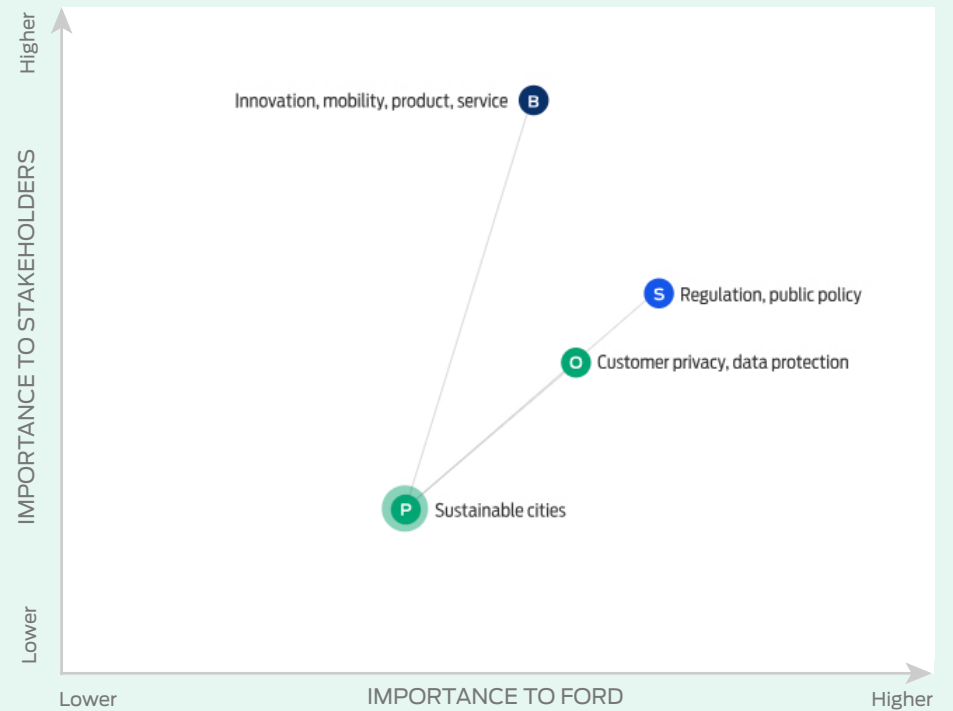 Higher
IMPORTANCE TO STAKEHOLDERS
Lower
Innovation, mobility, product, service B
S Regulation, public policy
O Customer privacy, data protection
P Sustainable cities
Lower IMPORTANCE TO FORD Higher